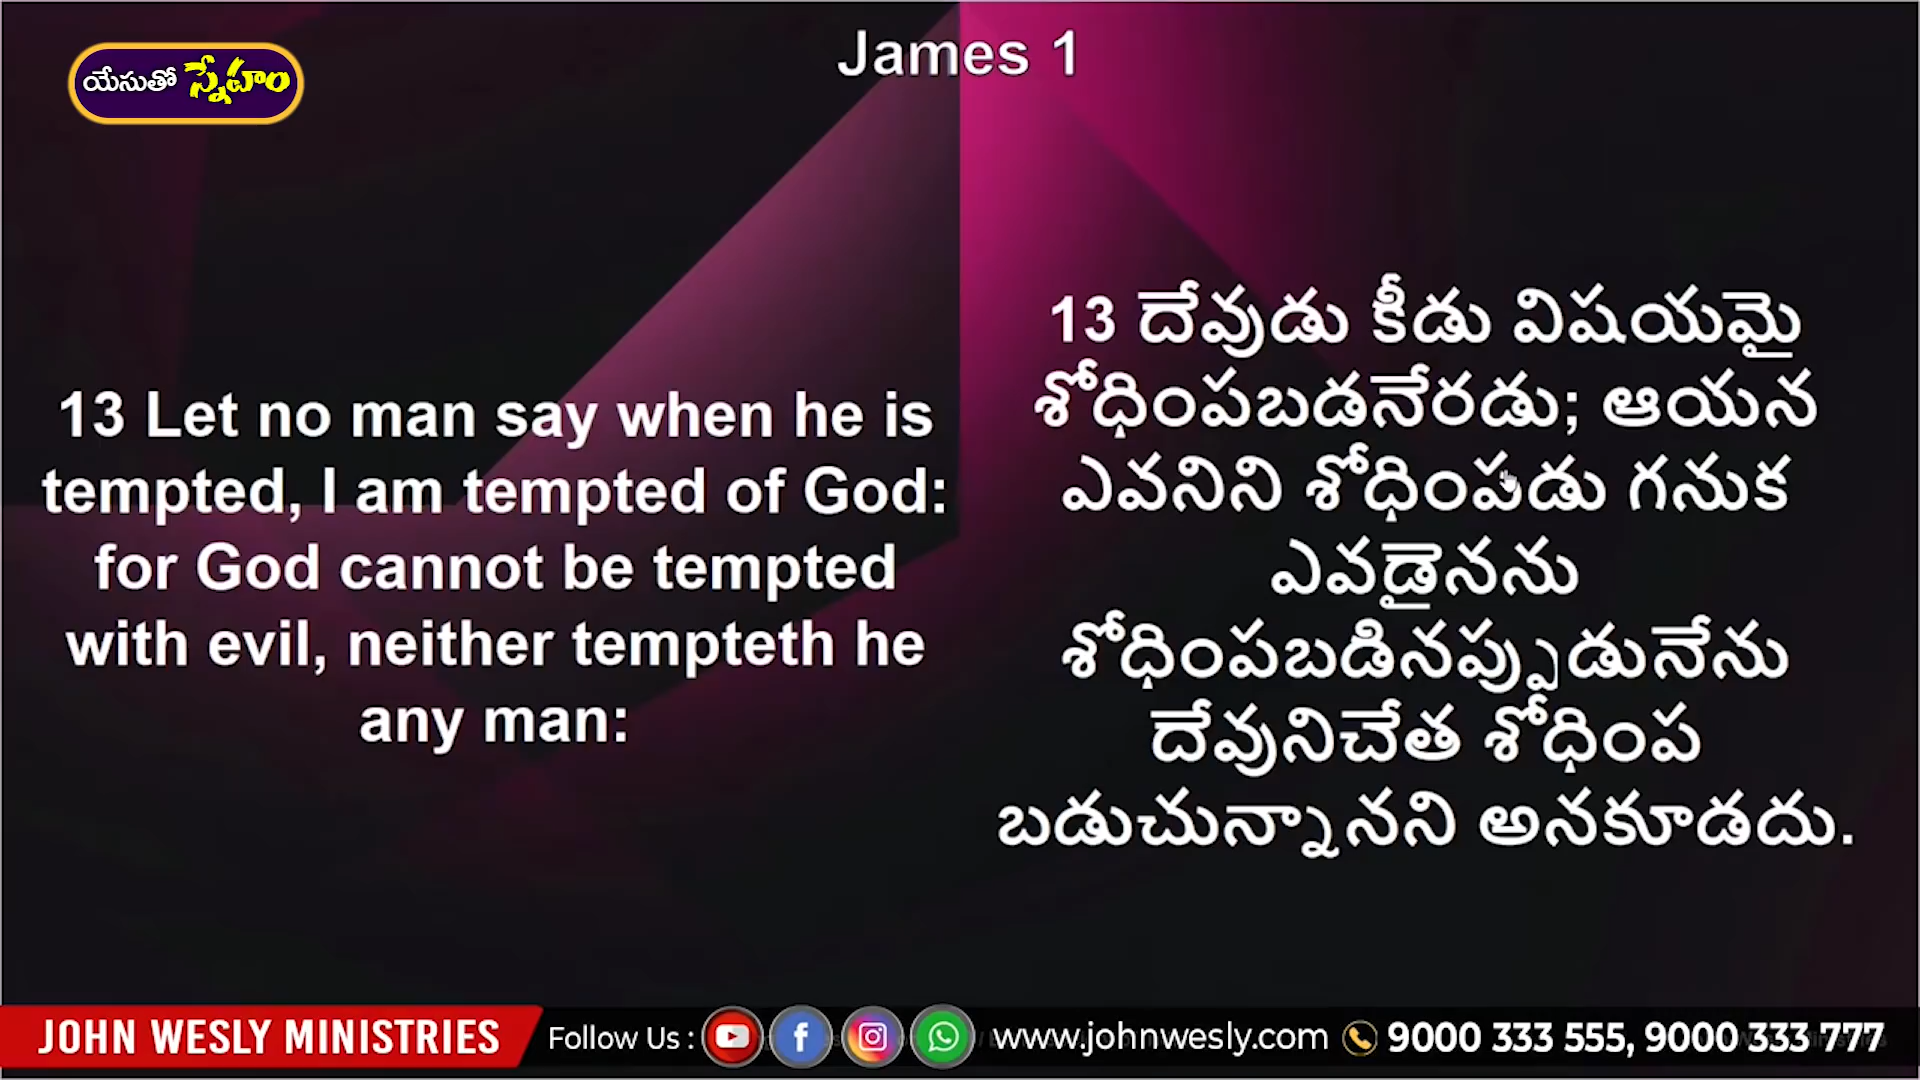 James 1
యేసుతో స్నేహం
13 Let no man say when he is
tempted, I am tempted of God:
for God cannot be tempted
with evil, neither tempteth he
any man:
13 దేవుడు కీడు విషయమై
శోధింపబడనేరడు; ఆయన
ఎవనిని శోధింపడు గనుక
ఎవడైనను
శోధింపబడినప్పుడునేను
దేవునిచేత శోధింప
బడుచున్నానని అనకూడదు.
JOHN WESLY MINISTRIES
Follow Us :
www.johnwesly.com
9000 333 555, 9000 333 777